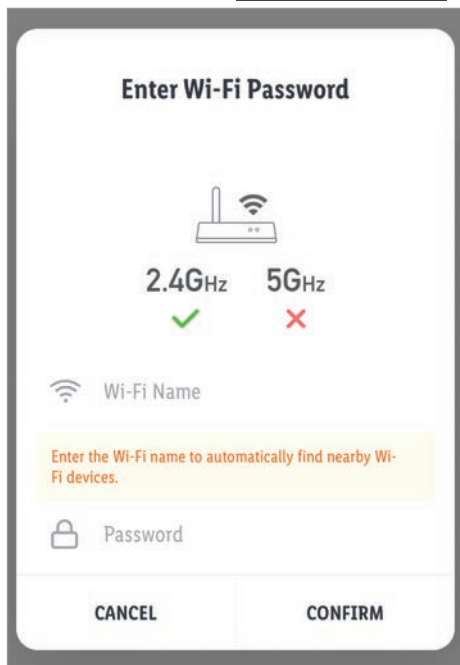 Enter Wi-Fi Password
2.4GHz 5GHz
Wi-Fi Name
Enter the Wi-Fi name to automatically find nearby Wi-
Fi devices.
Password
CANCEL CONFIRM